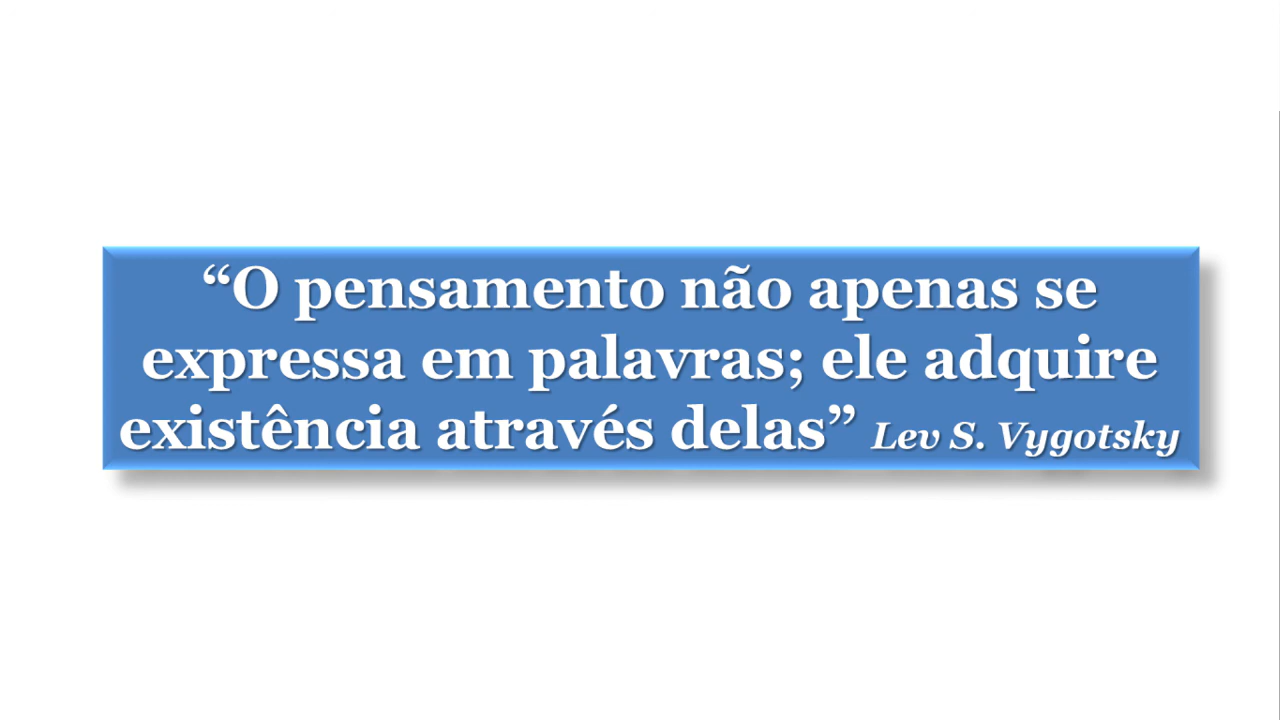 “O pensamento não apenas se
expressa em palavras; ele adquire
existência através delas” Lev S. Vygotsky